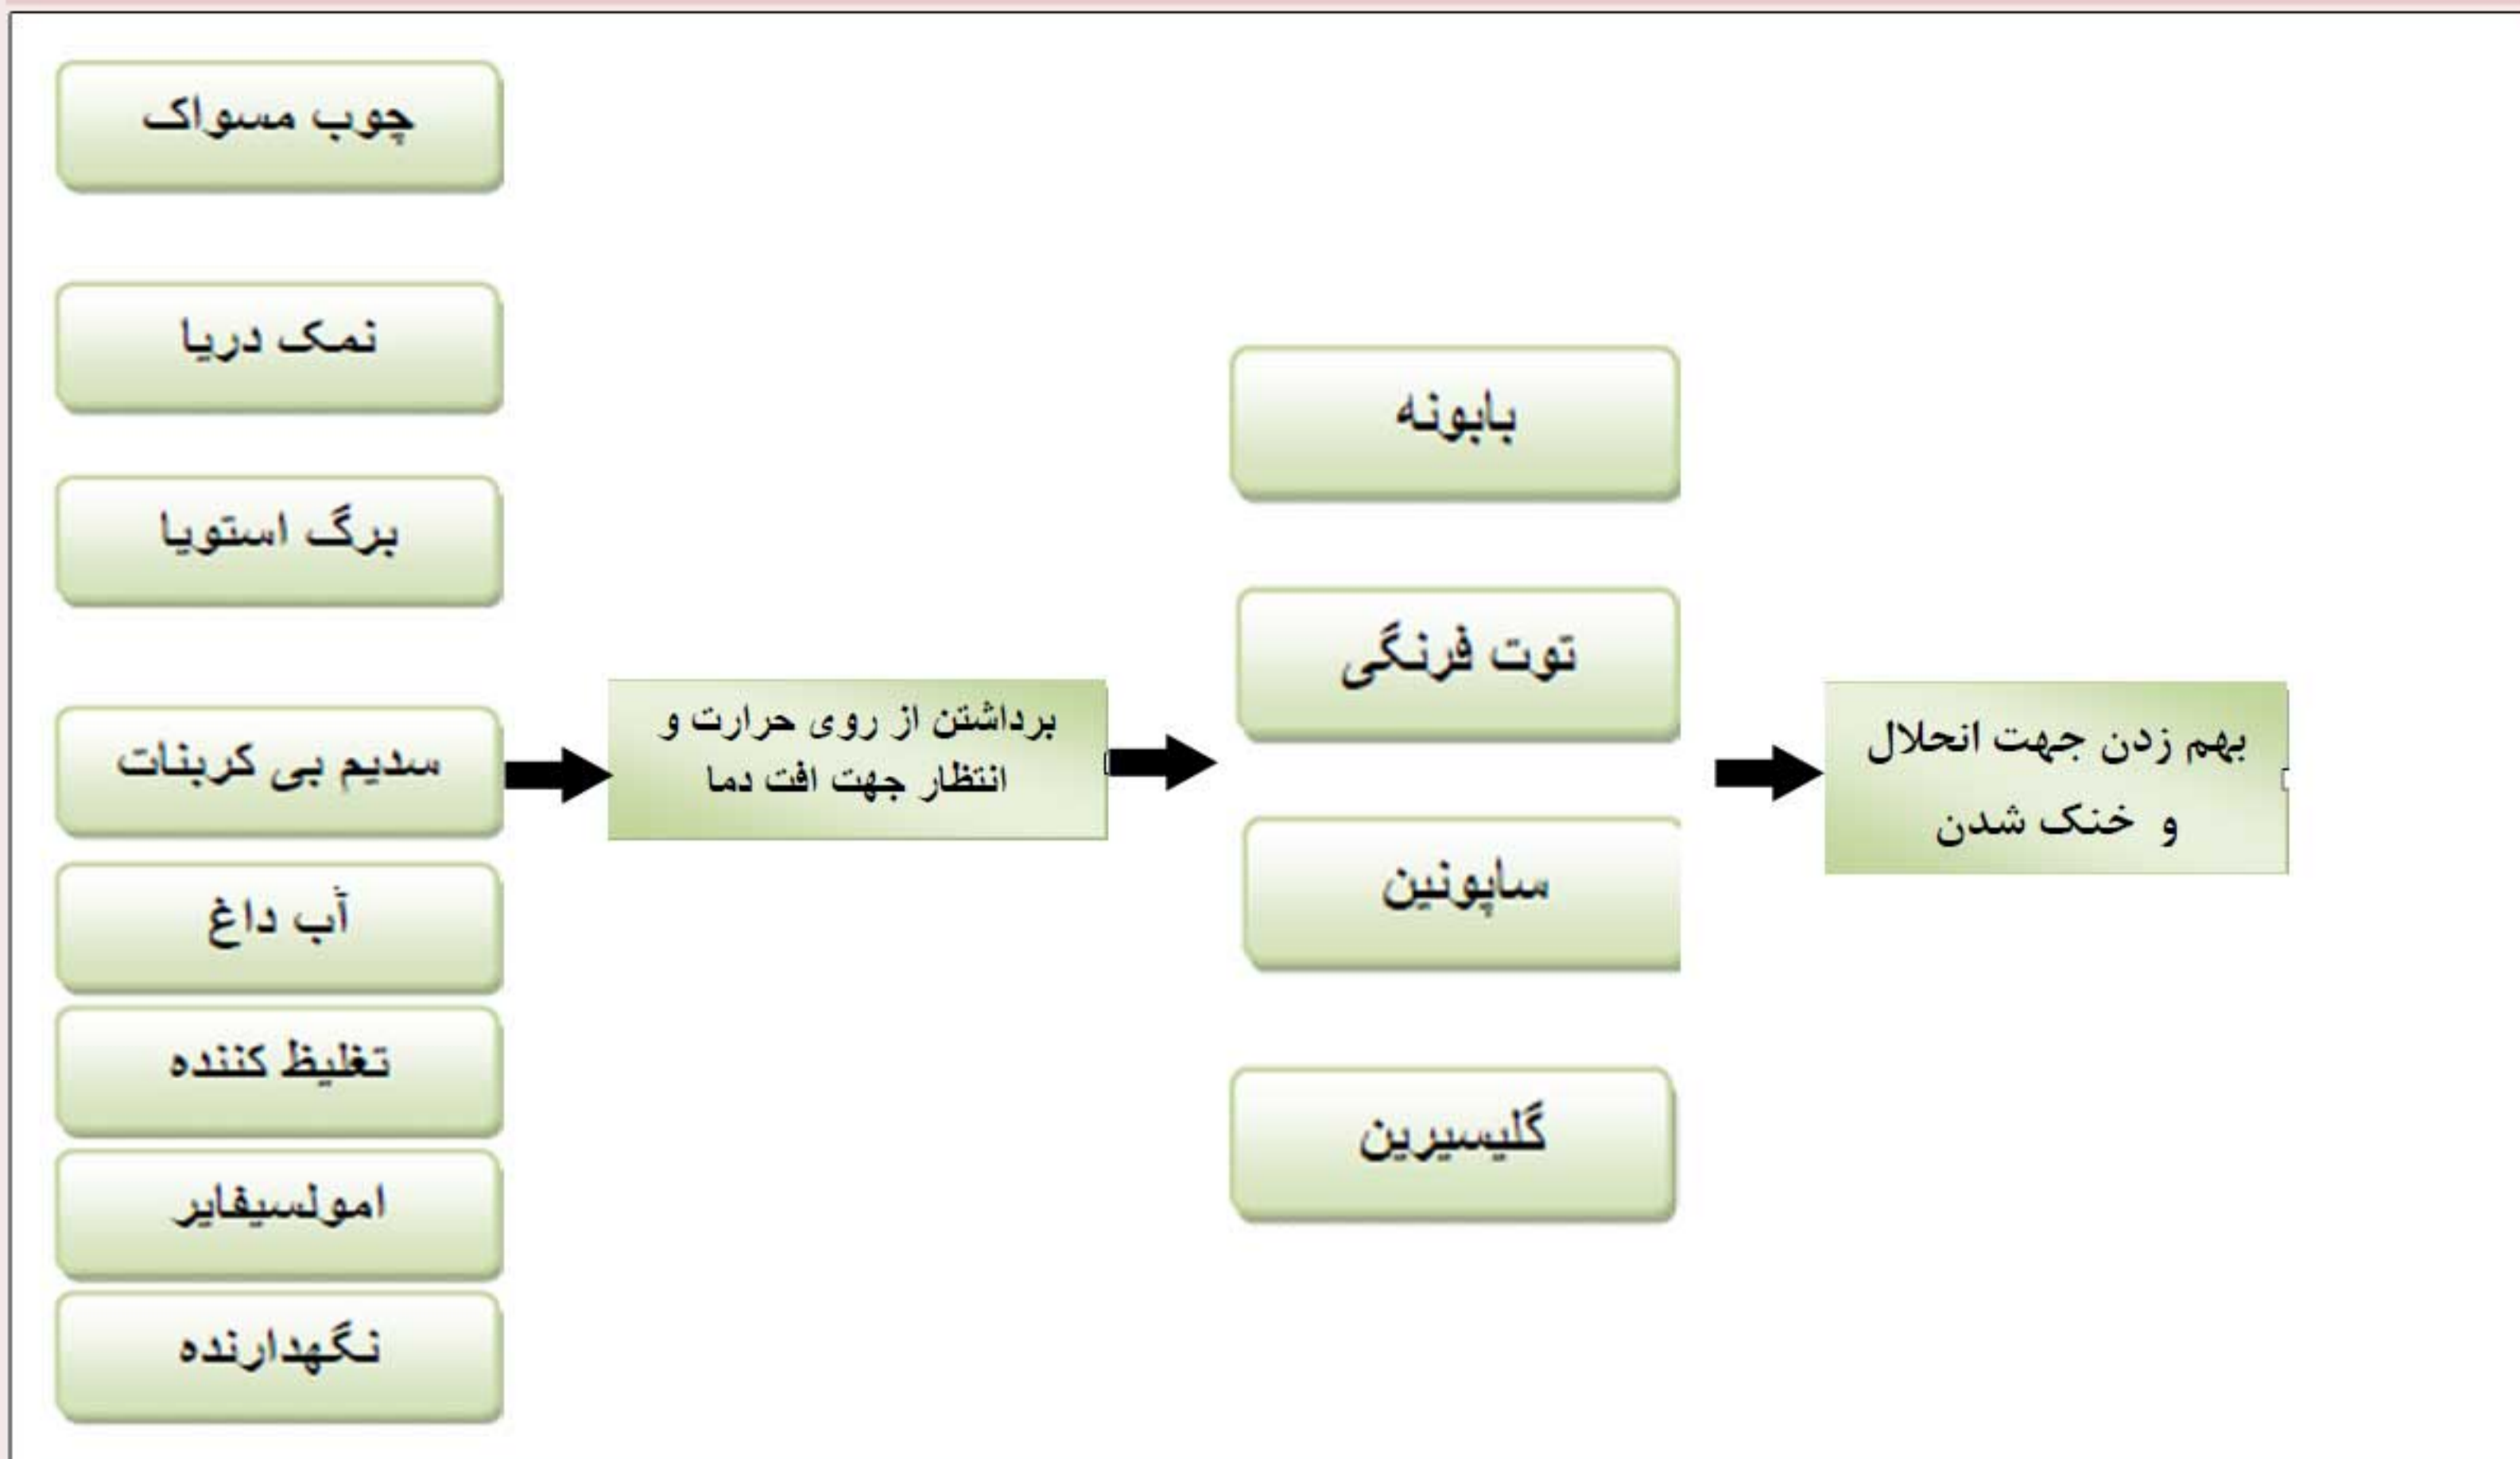 چوب مسواک
نمک دریا
برگ استویا
سدیم بی کربنات
آب داغ
تغلیظ کننده
امولسیفایر
نگهدارنده
برداشتن از روی حرارت و
انتظار جهت افت دما
بابونه
توت فرنگی
ساپونین
گلیسیرین
بهم زدن جهت انحلال
و خنک شدن